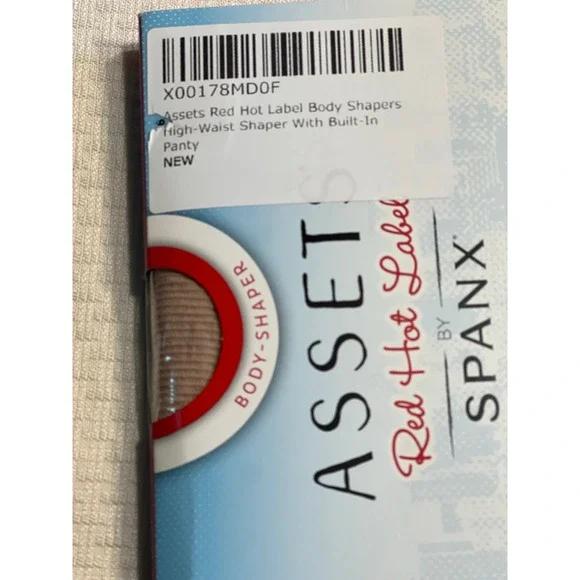 X00178MD0F
Assets Red Hot Label Body Shapers
High-Waist Shaper With Built-In
Panty
NEW
BODY-SHAPER
ASSETS
Red Hot Label
BY
SPANX